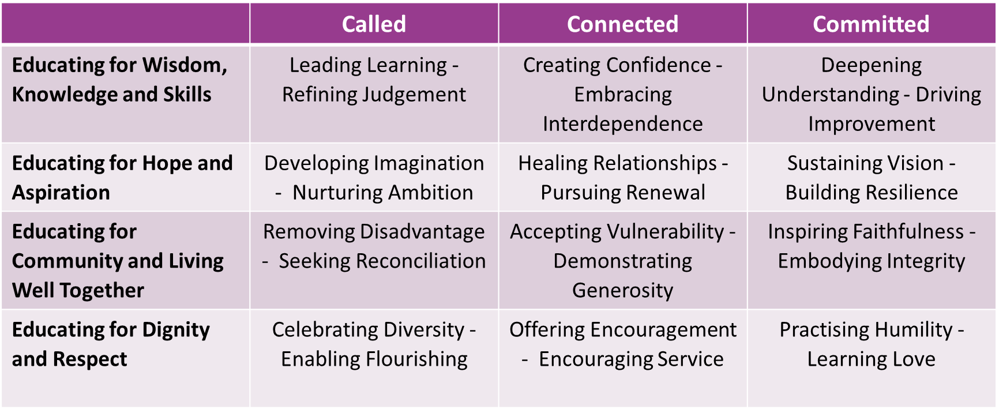 Called
Connected
Committed
Educating for Wisdom,
Knowledge and Skills
Leading Learning -
Refining Judgement
Creating Confidence -
Embracing
Interdependence
Deepening
Understanding - Driving
Improvement
Educating for Hope and
Aspiration
Developing Imagination
- Nurturing Ambition
Healing Relationships -
Pursuing Renewal
Sustaining Vision -
Building Resilience
Educating for
Community and Living
Well Together
Removing Disadvantage
- Seeking Reconciliation
Accepting Vulnerability -
Demonstrating
Generosity
Inspiring Faithfulness -
Embodying Integrity
Educating for Dignity
and Respect
Celebrating Diversity -
Enabling Flourishing
Offering Encouragement
- Encouraging Service
Practising Humility -
Learning Love